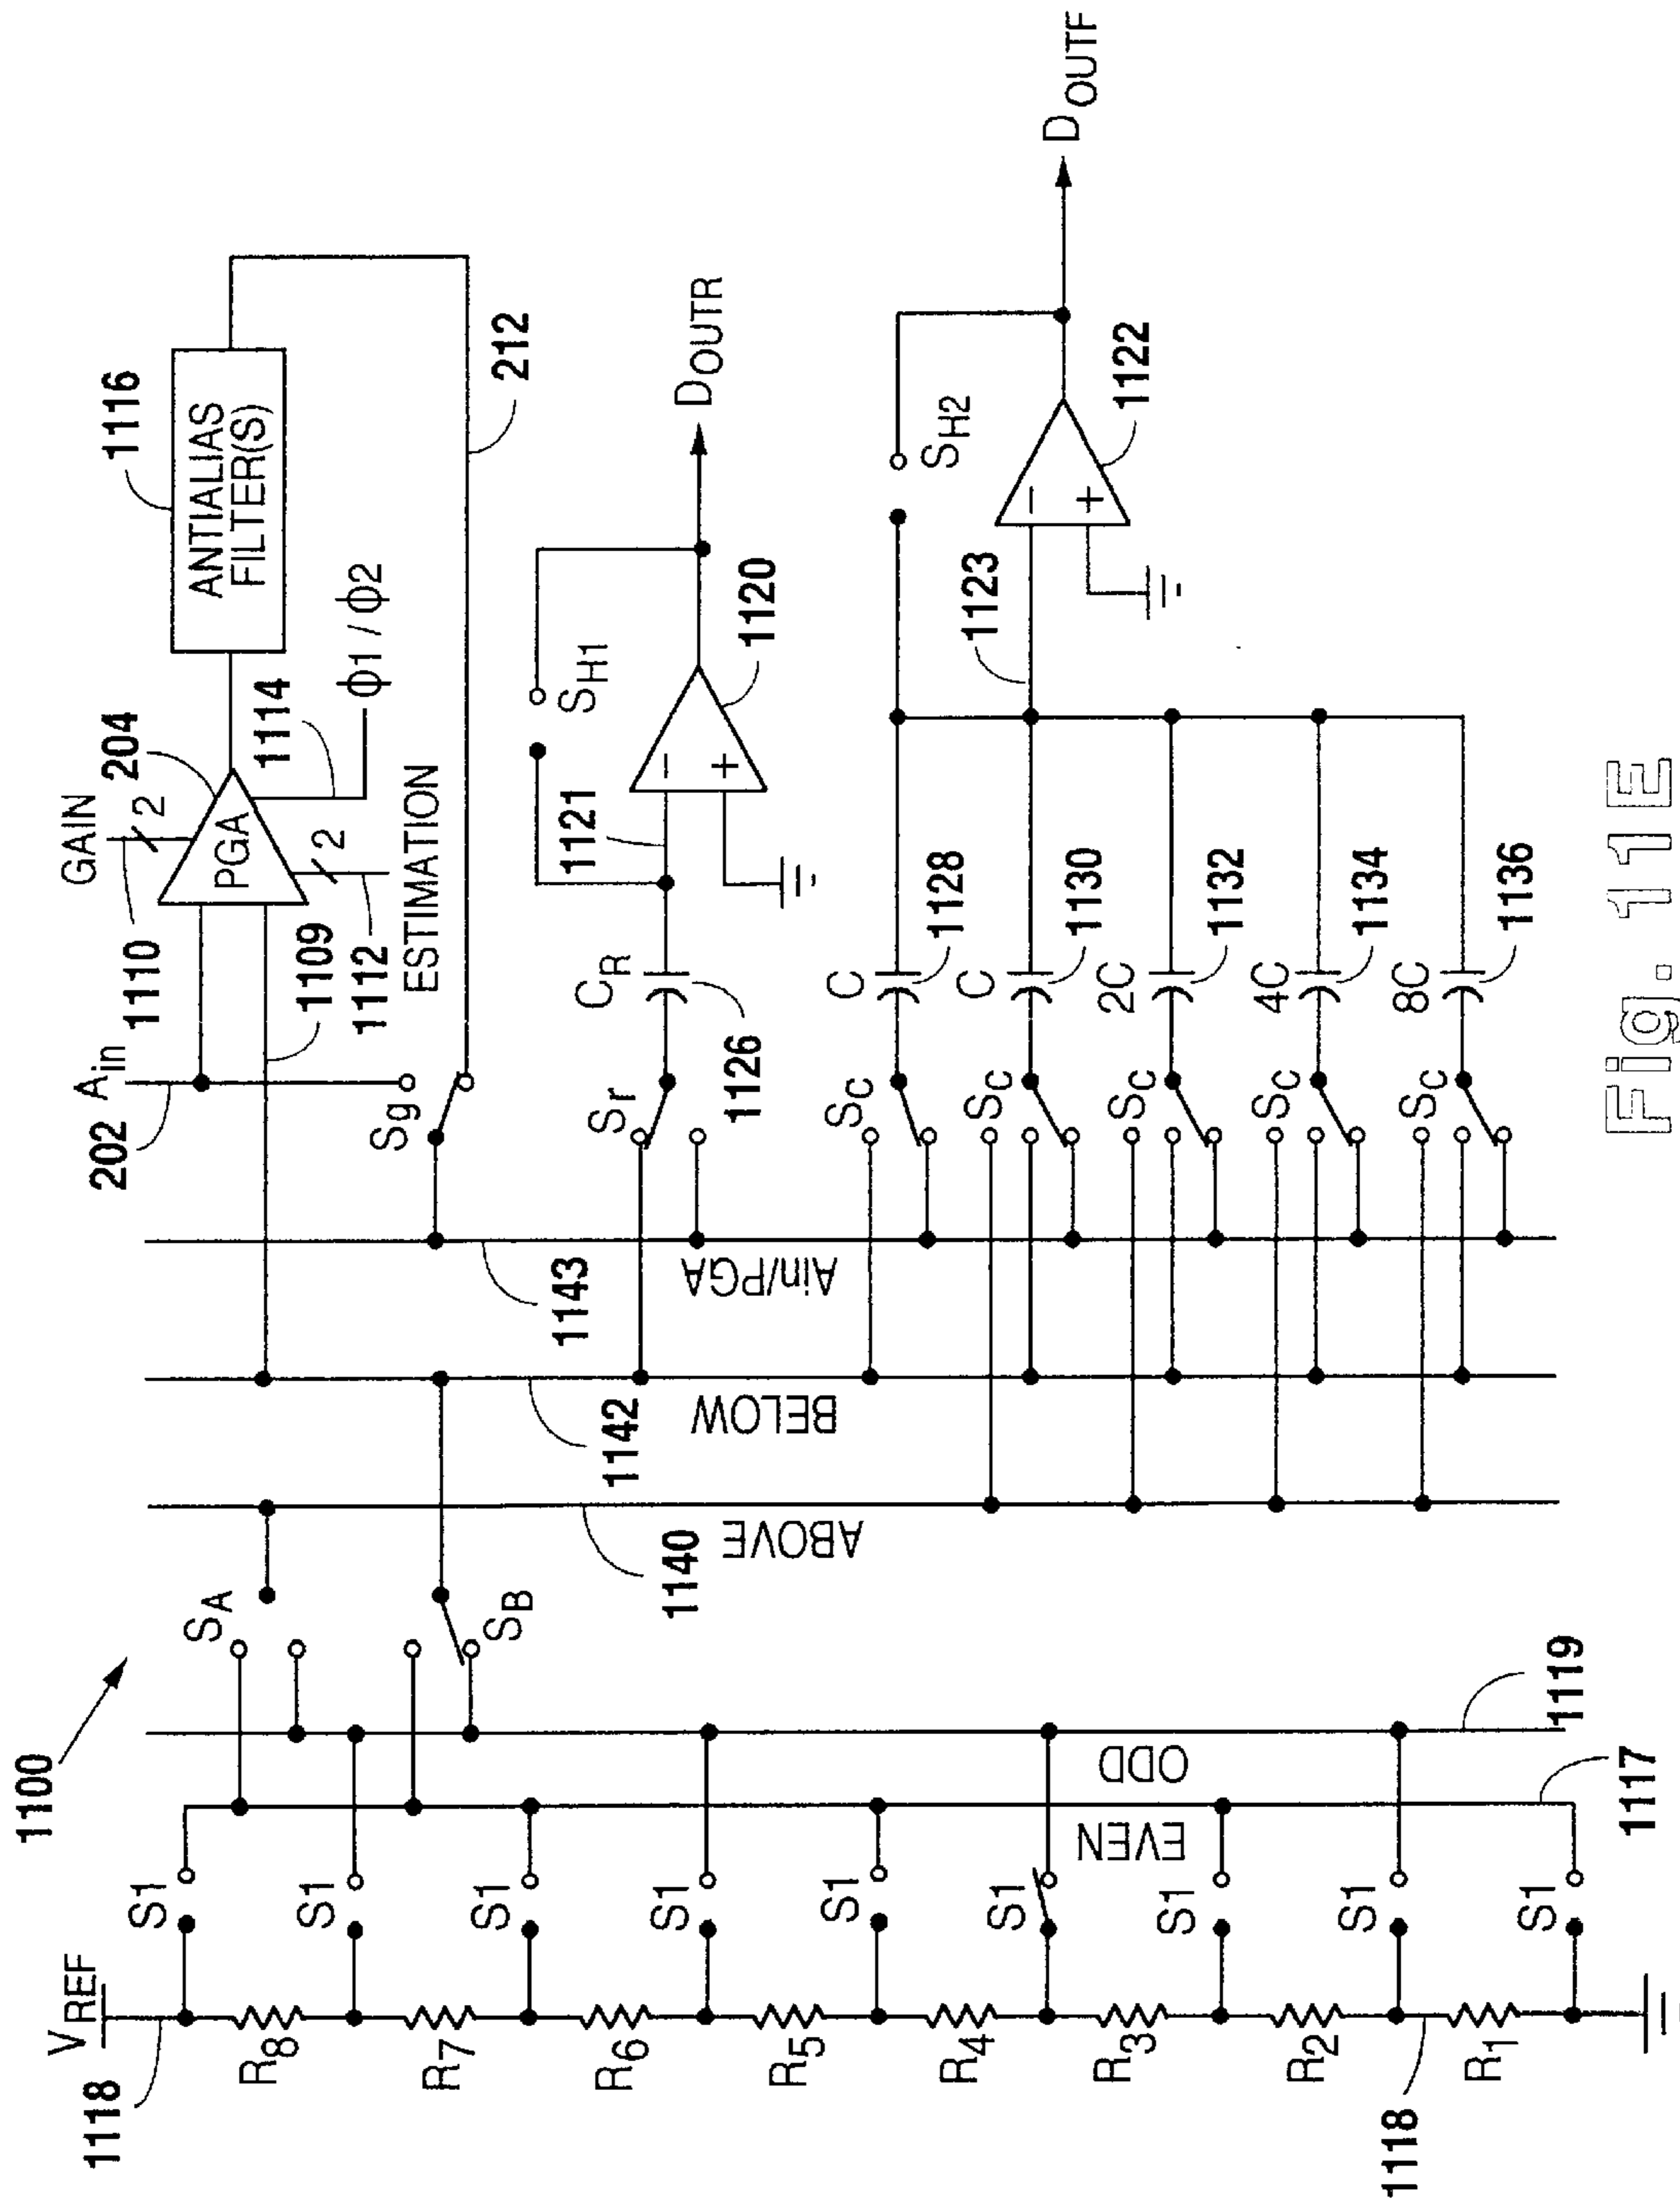 1100
V_REF
1118
R8
R7
R6
R5
R4
R3
R2
R1
1118
S1
S1
S1
S1
S1
S1
S1
S1
S1
EVEN
ODD
1117
1119
SA
SB
ABOVE
1140
BELOW
1142
Ain/PGA
1143
202
Ain
1110
GAIN
2
204
PGA
1109
1112
2
ESTIMATION
1114
ϕ1 / ϕ2
1116
ANTIALIAS
FILTER(S)
212
Sg
Sr
CR
1126
1121
SH1
1120
DOUTR
SC
SC
SC
SC
SC
C
1128
C
1130
2C
1132
4C
1134
8C
1136
1123
SH2
1122
DOUTF
PGA
Fig. 11E